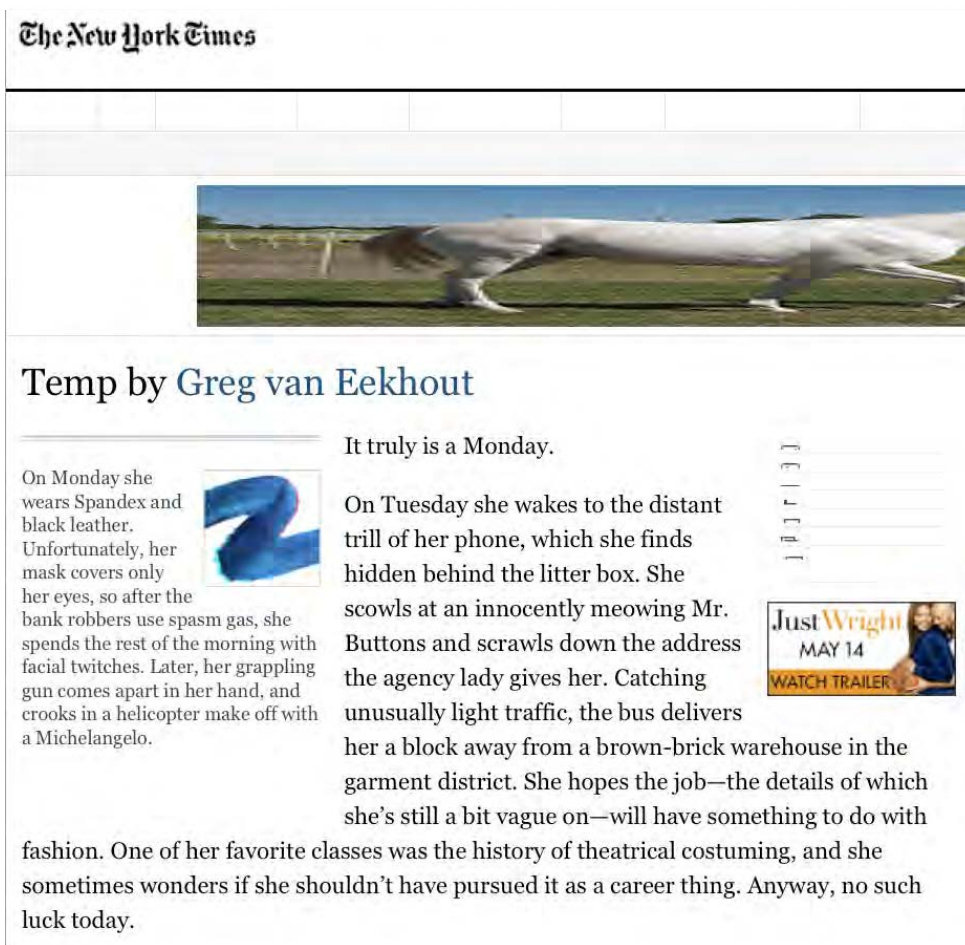 The New York Times
Temp by Greg van Eekhout
On Monday she
wears Spandex and
black leather.
Unfortunately, her
mask covers only
her eyes, so after the
bank robbers use spasm gas, she
spends the rest of the morning with
facial twitches. Later, her grappling
gun comes apart in her hand, and
crooks in a helicopter make off with
a Michelangelo.
It truly is a Monday.
On Tuesday she wakes to the distant
trill of her phone, which she finds
hidden behind the litter box. She
scowls at an innocently meowing Mr.
Buttons and scrawls down the address
the agency lady gives her. Catching
unusually light traffic, the bus delivers
her a block away from a brown-brick warehouse in the
garment district. She hopes the job—the details of which
she’s still a bit vague on—will have something to do with
fashion. One of her favorite classes was the history of theatrical costuming, and she
sometimes wonders if she shouldn’t have pursued it as a career thing. Anyway, no such
luck today.
Just Wright
MAY 14
WATCH TRAILER